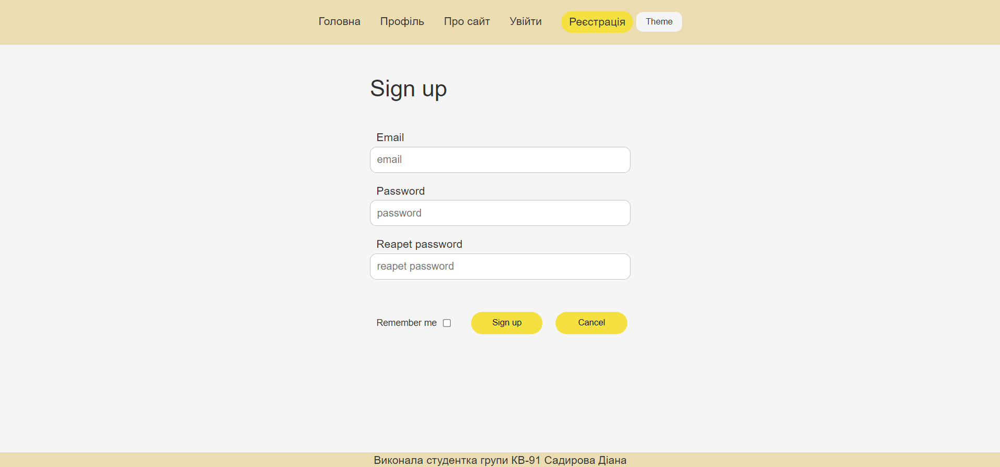 Головна Профіль Про сайт Увійти Реєстрація Theme
Sign up
Email
email
Password
password
Reapet password
reapet password
Remember me Sign up Cancel
Виконала студентка групи КВ-91 Садирова Діана